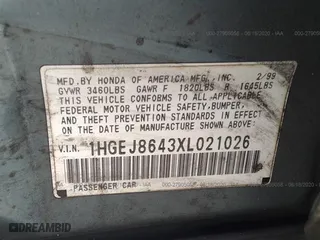 MFD.BY HONDA OF AMERICA MFG.,INC. 2/99
GVWR 3460LBS GAWR F 1820LBS R 1645LBS
THIS VEHICLE CONFORMS TO ALL APPLICABLE
FEDERAL MOTOR VEHICLE SAFETY,BUMPER,
AND THEFT PREVENTION STANDARDS IN
EFFECT ON THE DATE OF MANUFACTURE
SHOWN ABOVE.
V.I.N. 1HGEJ8643XL021026
PASSENGER CAR
DREAMBID